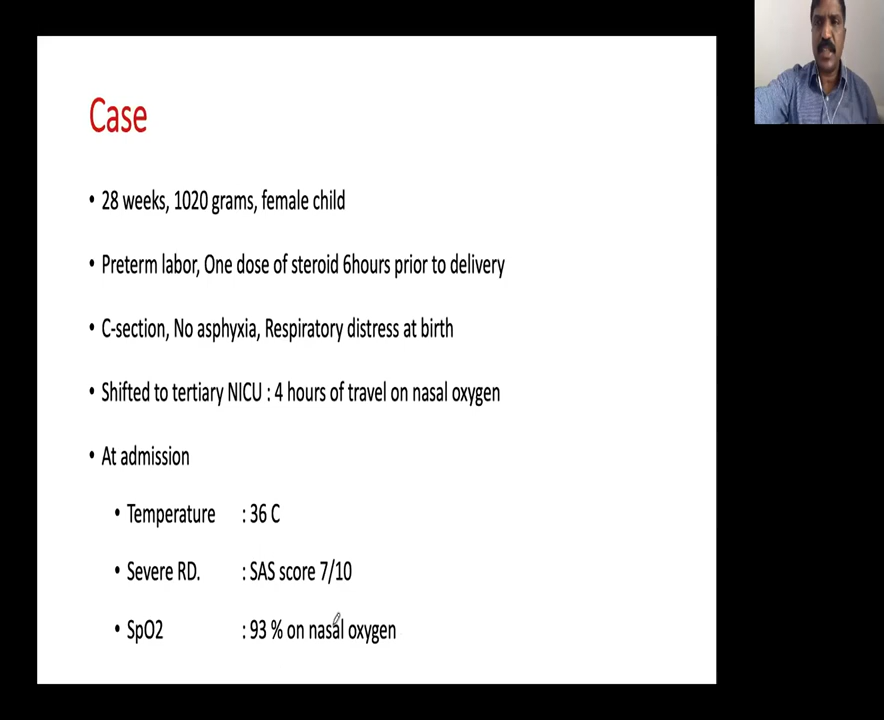 Case
• 28 weeks, 1020 grams, female child
• Preterm labor, One dose of steroid 6hours prior to delivery
• C-section, No asphyxia, Respiratory distress at birth
• Shifted to tertiary NICU : 4 hours of travel on nasal oxygen
• At admission
• Temperature : 36 C
• Severe RD. : SAS score 7/10
• SpO2 : 93 % on nasal oxygen